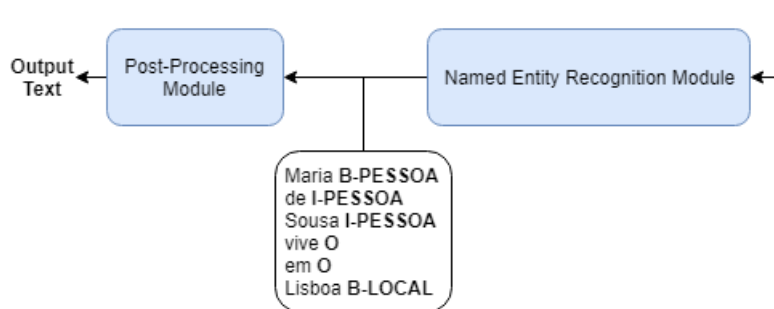 Output
Text
Post-Processing
Module
Named Entity Recognition Module
Maria B-PESSOA
de I-PESSOA
Sousa I-PESSOA
vive O
em O
Lisboa B-LOCAL